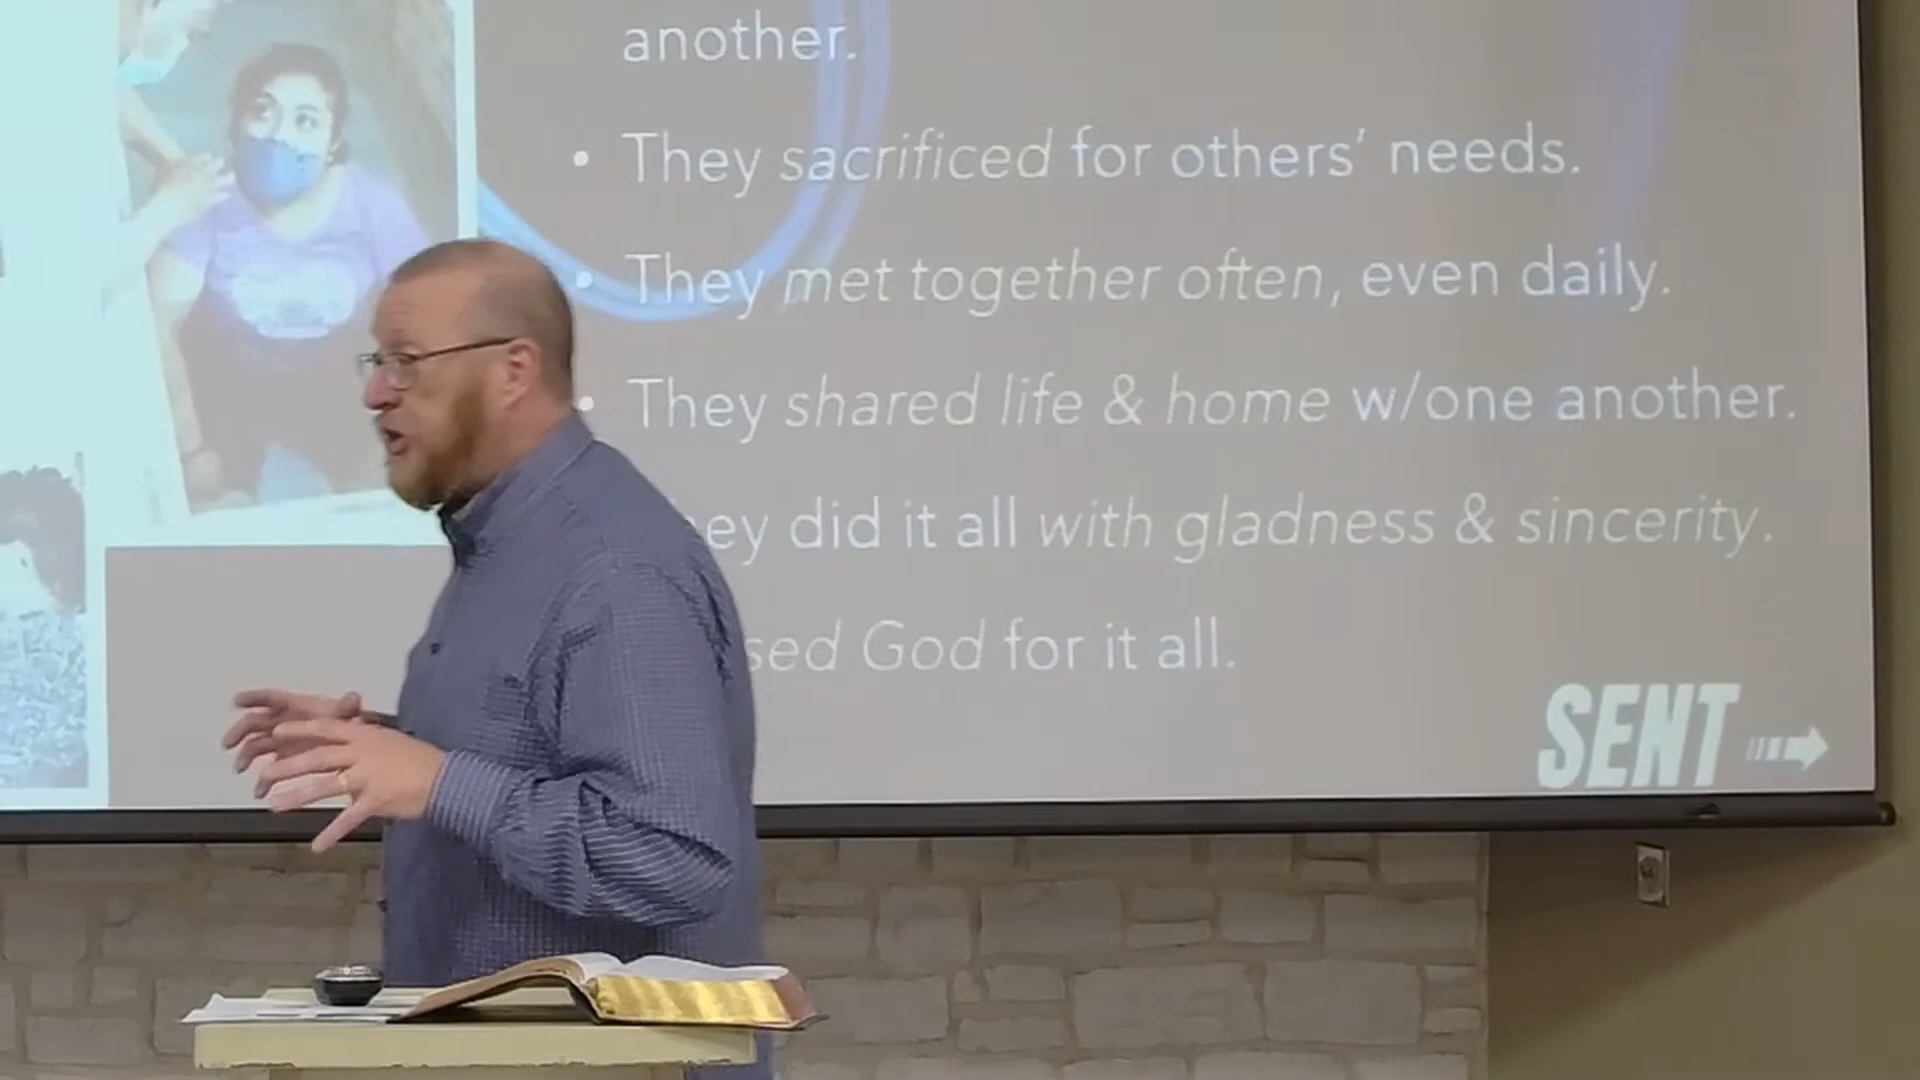 another.
• They sacrificed for others’ needs.
• They met together often, even daily.
• They shared life & home w/one another.
ey did it all with gladness & sincerity.
sed God for it all.
SENT